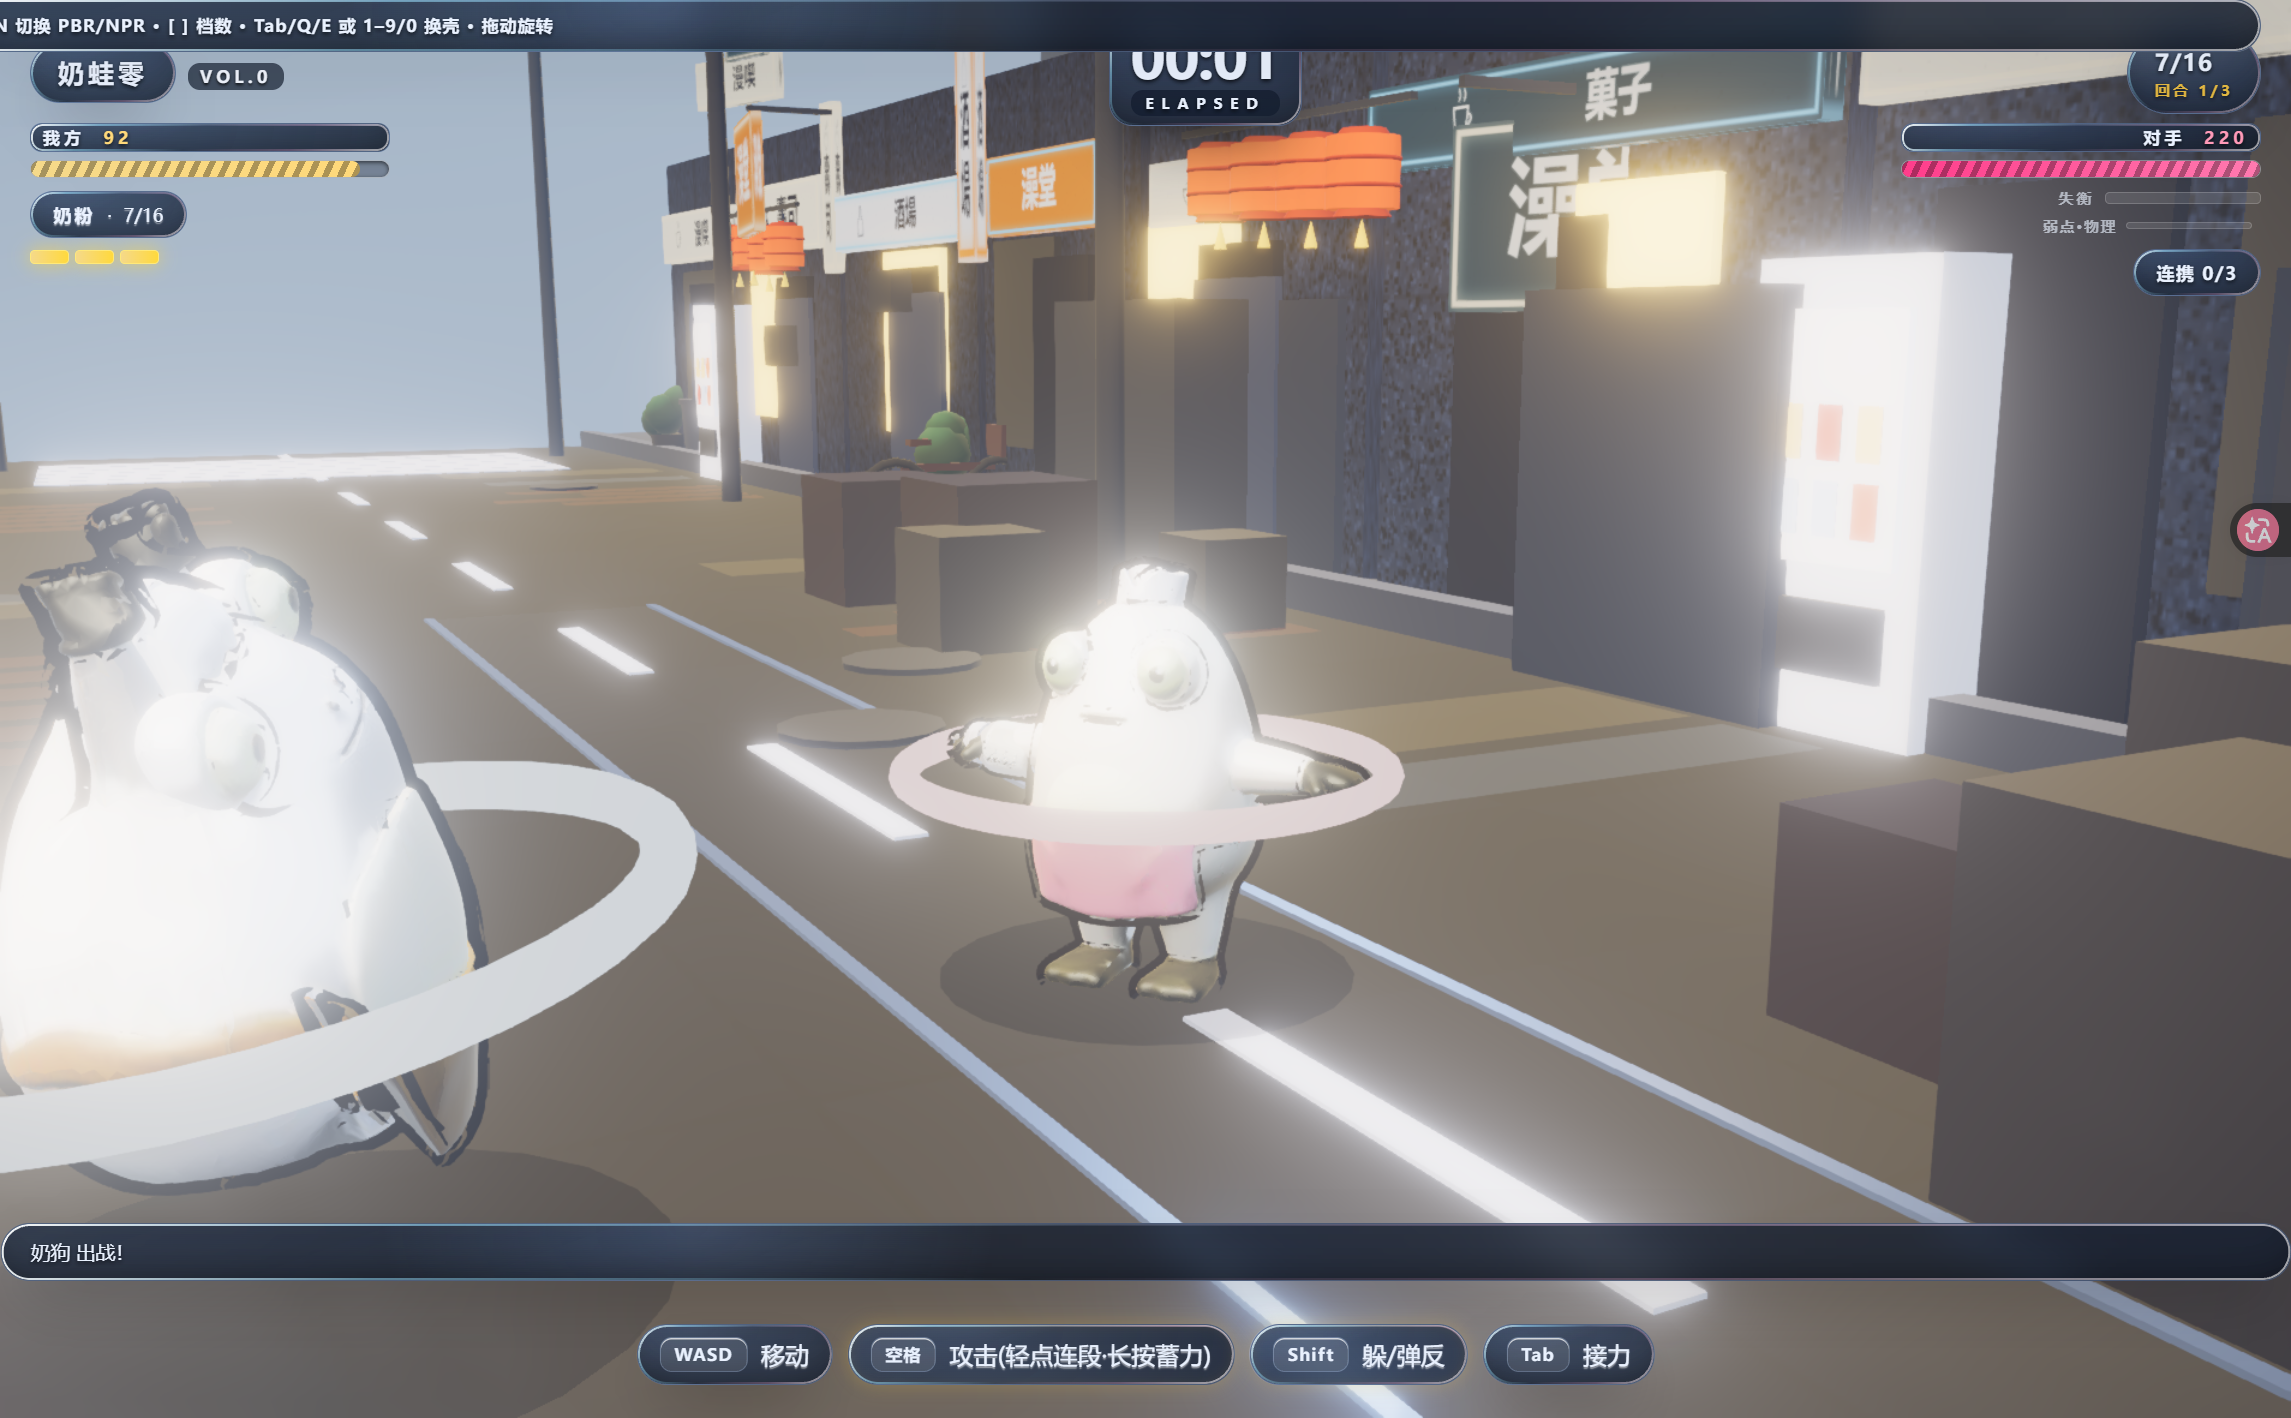 N 切换 PBR/NPR • [ ] 档数 • Tab/Q/E 或 1–9/0 换壳 • 拖动旋转
奶蛙零 VOL.0
00:01
ELAPSED
7/16
回合 1/3
我方 92
对手 220
失衡
弱点•物理
奶粉 · 7/16
连携 0/3
菓子
酒場
奶狗 出战!
WASD 移动
空格 攻击(轻点连段·长按蓄力)
Shift 躲/弹反
Tab 接力